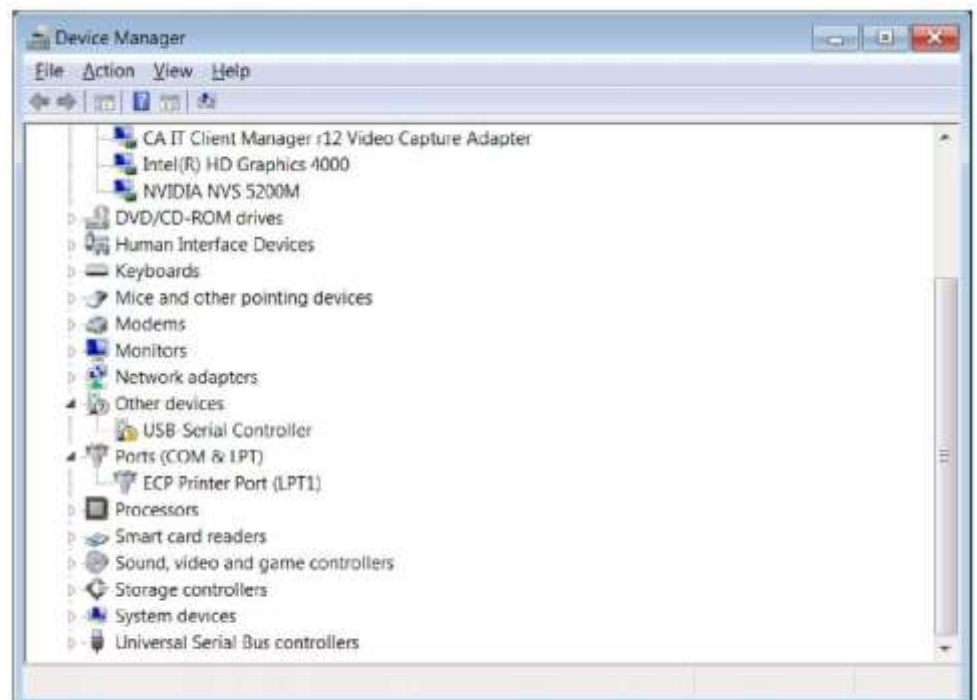 Device Manager
File Action View Help
CA IT Client Manager r12 Video Capture Adapter
Intel(R) HD Graphics 4000
NVIDIA NVS 5200M
DVD/CD-ROM drives
Human Interface Devices
Keyboards
Mice and other pointing devices
Modems
Monitors
Network adapters
Other devices
USB-Serial Controller
Ports (COM & LPT)
ECP Printer Port (LPT1)
Processors
Smart card readers
Sound, video and game controllers
Storage controllers
System devices
Universal Serial Bus controllers